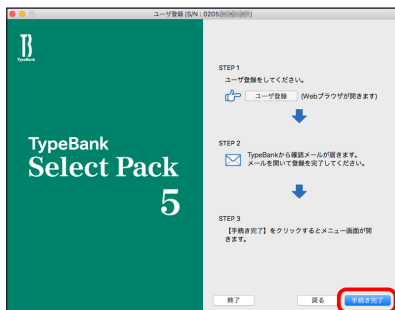 ユーザ登録 [S/N : 0205
TB
TypeBank
TypeBank
Select Pack
5
STEP 1
ユーザ登録をしてください。
ユーザ登録 (Webブラウザが開きます)
STEP 2
TypeBankから確認メールが届きます。
メールを開いて登録を完了してください。
STEP 3
【手続き完了】をクリックするとメニュー画面が開
きます。
終了 戻る 手続き完了